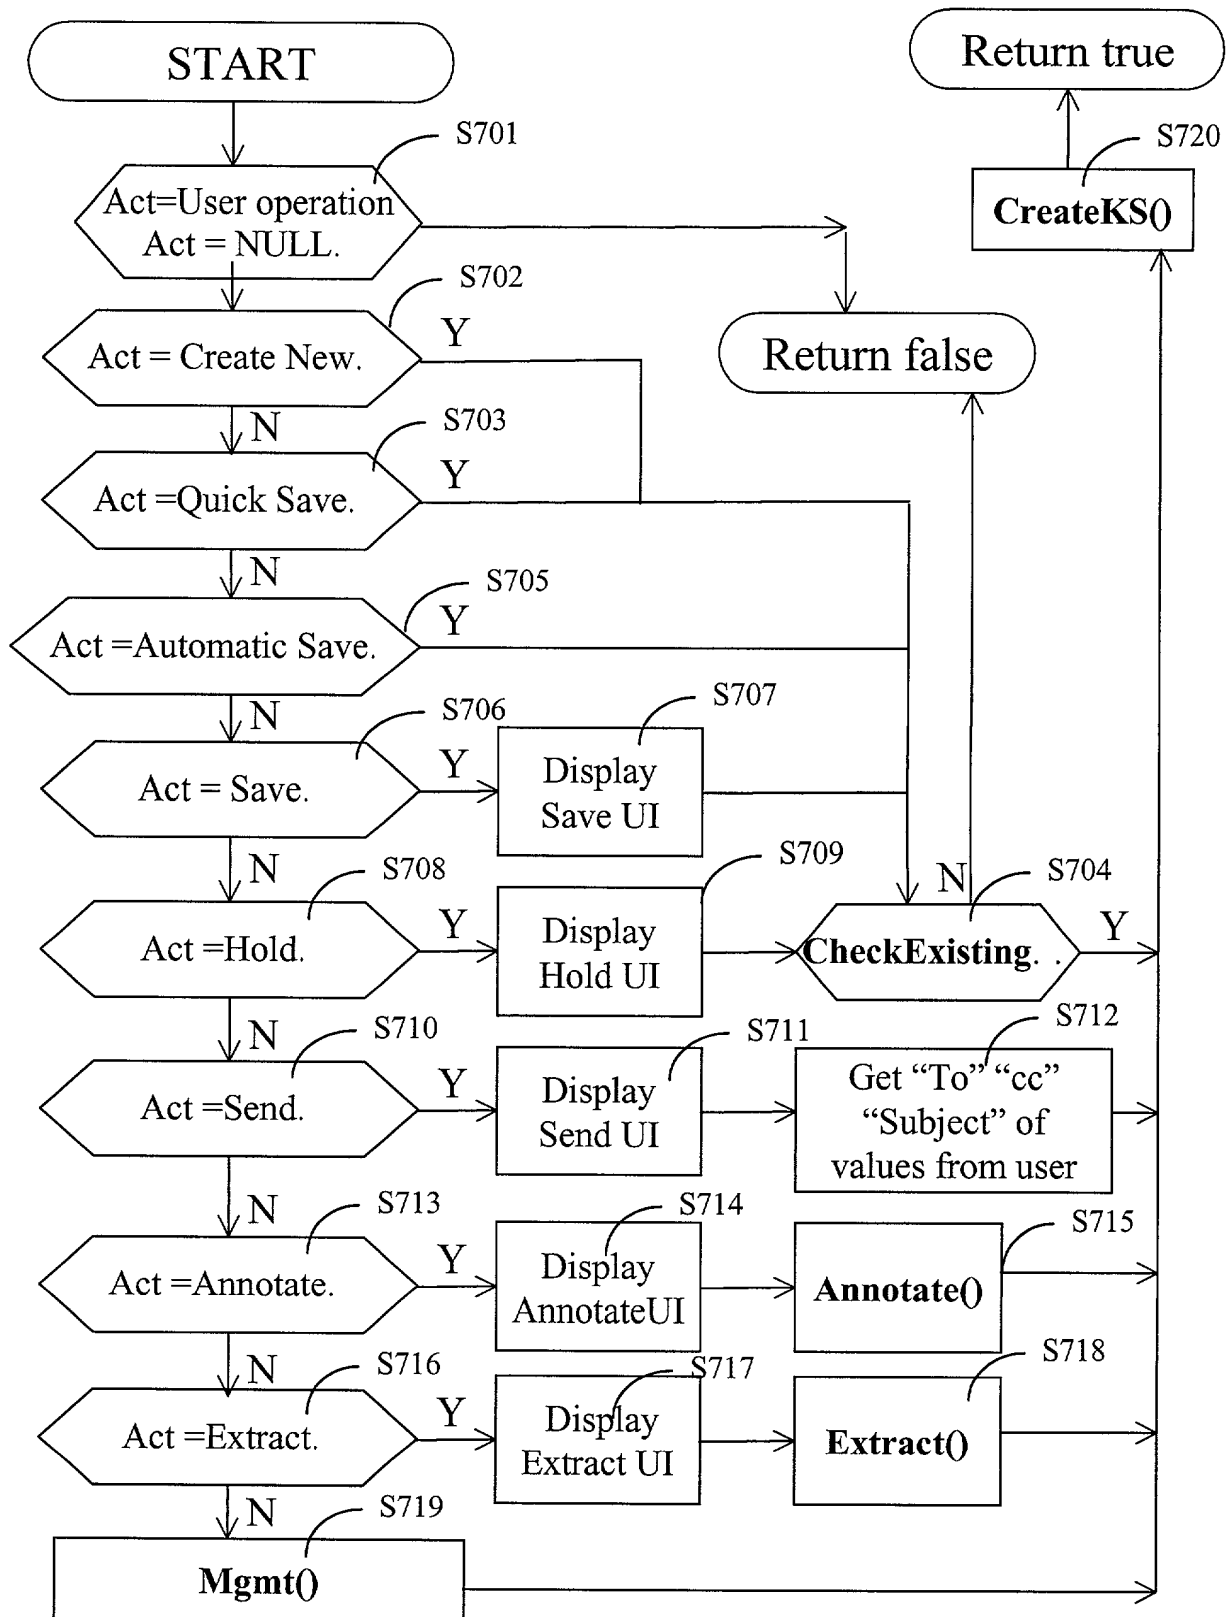 START
Return true
S701
S720
Act=User operation
Act = NULL.
CreateKS()
S702
Act = Create New.
Y
Return false
N
S703
Act =Quick Save.
Y
N
S705
Act =Automatic Save.
Y
N
S706
S707
Act = Save.
Y
Display
Save UI
N
S708
S709
N
S704
Act =Hold.
Y
Display
Hold UI
CheckExisting. .
Y
N
S710
S711
S712
Act =Send.
Y
Display
Send UI
Get “To” “cc”
“Subject” of
values from user
N
S713
S714
S715
Act =Annotate.
Y
Display
AnnotateUI
Annotate()
N
S716
S717
S718
Act =Extract.
Y
Display
Extract UI
Extract()
N
S719
Mgmt()